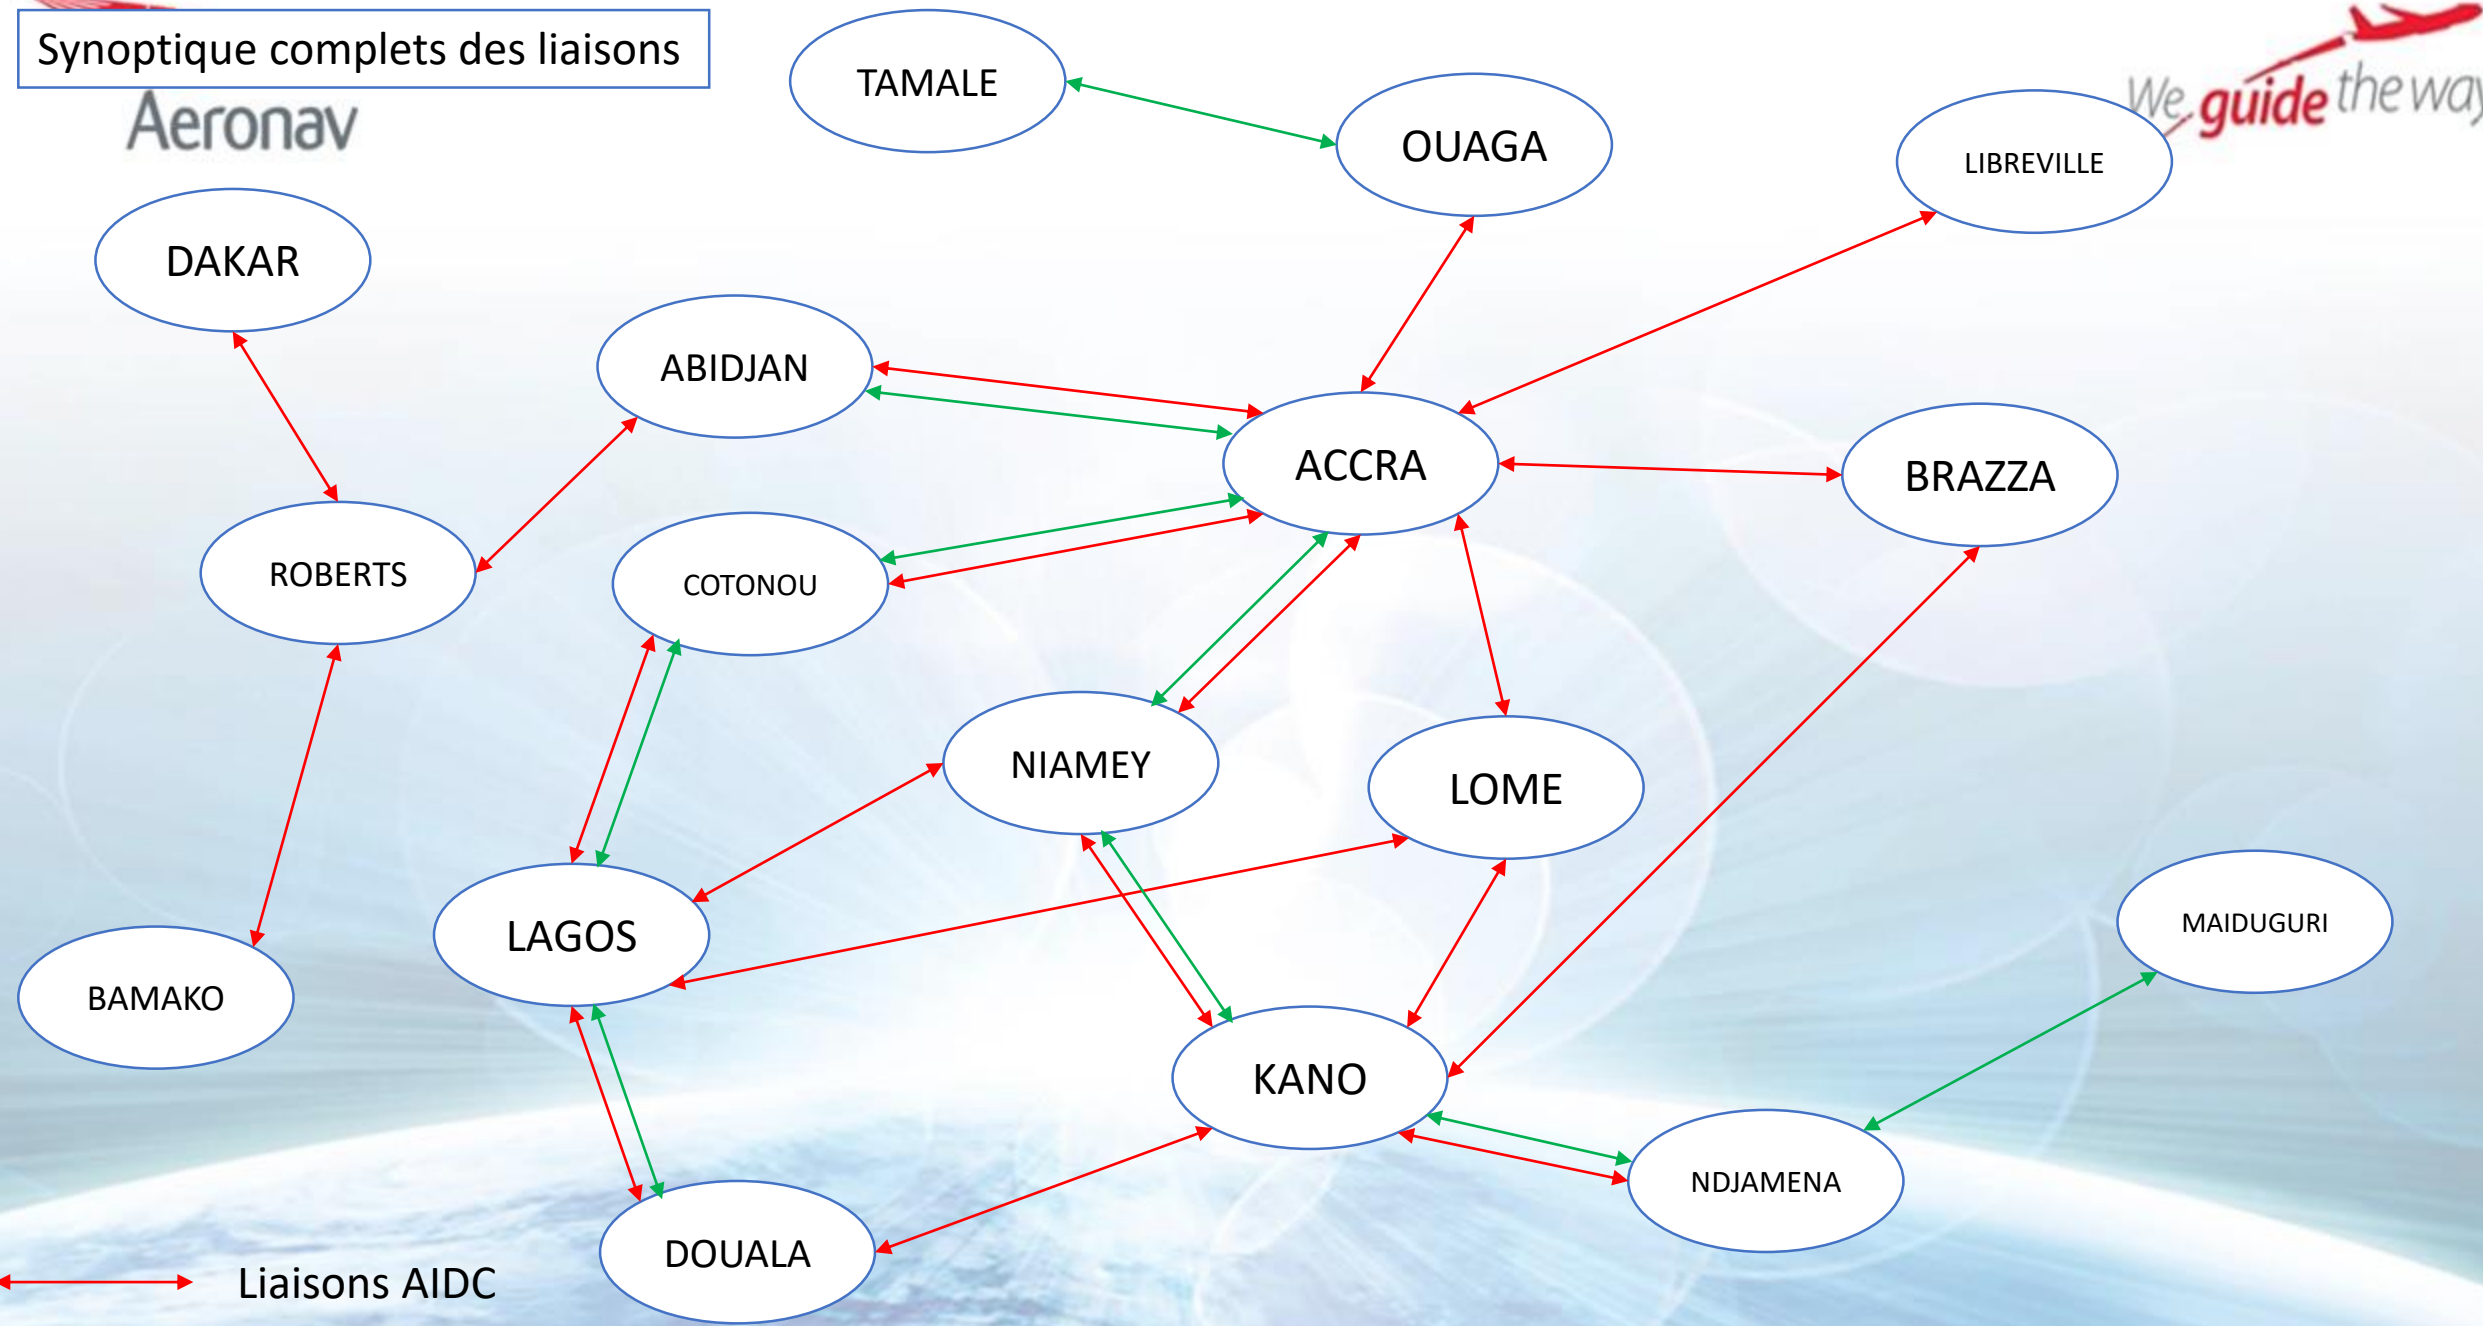 Synoptique complets des liaisons
Aeronav
We guide the way
TAMALE
OUAGA
LIBREVILLE
DAKAR
ABIDJAN
ACCRA
BRAZZA
ROBERTS
COTONOU
NIAMEY
LOME
LAGOS
MAIDUGURI
BAMAKO
KANO
NDJAMENA
DOUALA
Liaisons AIDC